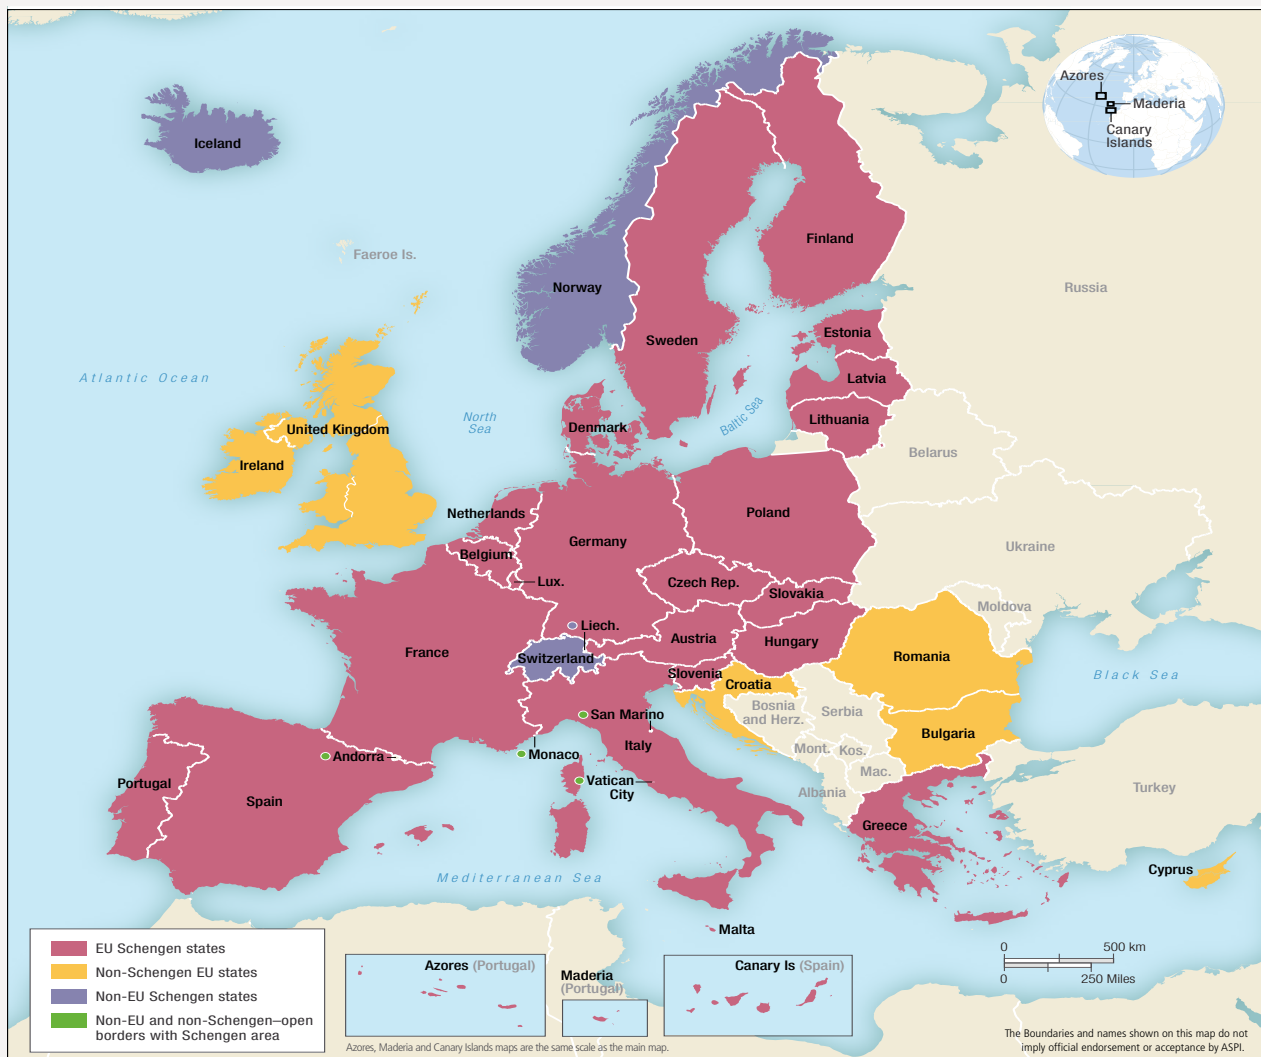 Azores
Maderia
Canary
Islands
Iceland
Faeroe Is.
Finland
Norway
Russia
Sweden
Estonia
Atlantic Ocean
Latvia
North
Sea
Baltic Sea
Lithuania
Denmark
United Kingdom
Ireland
Belarus
Netherlands
Poland
Germany
Belgium
Ukraine
Lux.
Czech Rep.
Slovakia
Moldova
Liech.
Austria
Hungary
France
Switzerland
Romania
Slovenia
Croatia
Black Sea
Bosnia
and Herz.
Serbia
San Marino
Bulgaria
Italy
Mont.
Kos.
Monaco
Andorra
Mac.
Portugal
Vatican
City
Albania
Turkey
Spain
Greece
Cyprus
Mediterranean Sea
Malta
EU Schengen states
Non-Schengen EU states
Non-EU Schengen states
Non-EU and non-Schengen–open
borders with Schengen area
Azores (Portugal)
Maderia
(Portugal)
Canary Is (Spain)
0 500 km
0 250 Miles
Azores, Maderia and Canary Islands maps are the same scale as the main map.
The Boundaries and names shown on this map do not
imply official endorsement or acceptance by ASPI.